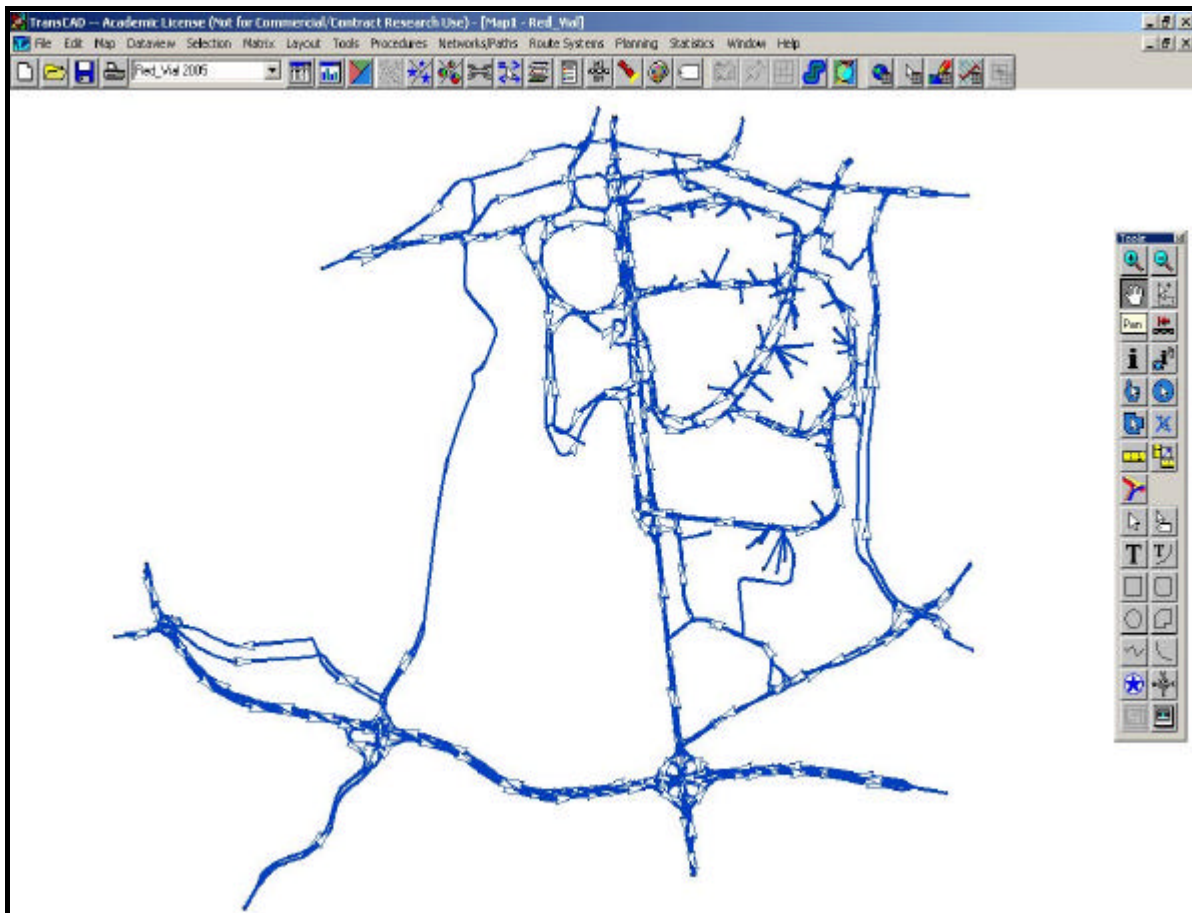 TransCAD -- Academic License (Not for Commercial/Contract Research Use) - [Map1 - Red_Vial]
File Edit Map Dataview Selection Matrix Layout Tools Procedures Networks/Paths Route Systems Planning Statistics Window Help
Red_Vial 2005
Tools
Pan